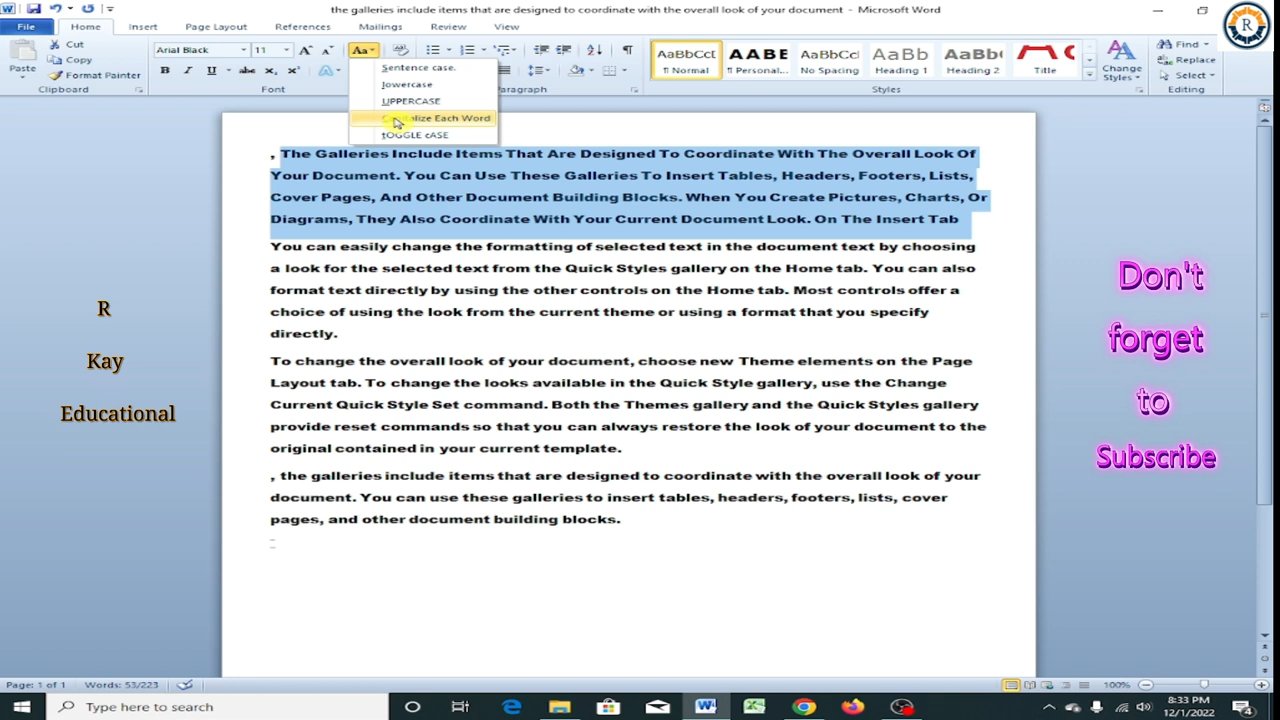 the galleries include items that are designed to coordinate with the overall look of your document - Microsoft Word
File Home Insert Page Layout References Mailings Review View
Paste
Cut
Copy
Format Painter
Clipboard
Arial Black 11
Aa
B I U abc x₂ x²
Font
Sentence case.
lowercase
UPPERCASE
Capitalize Each Word
tOGGLE cASE
Paragraph
AaBbCcI AABE AaBbCcI AaBbC AaBbC
¶ Normal ¶ Personal... No Spacing Heading 1 Heading 2 Title
Change Styles
Styles
Find
Replace
Select
Editing
R
, The Galleries Include Items That Are Designed To Coordinate With The Overall Look Of
Your Document. You Can Use These Galleries To Insert Tables, Headers, Footers, Lists,
Cover Pages, And Other Document Building Blocks. When You Create Pictures, Charts, Or
Diagrams, They Also Coordinate With Your Current Document Look. On The Insert Tab
You can easily change the formatting of selected text in the document text by choosing
a look for the selected text from the Quick Styles gallery on the Home tab. You can also
format text directly by using the other controls on the Home tab. Most controls offer a
choice of using the look from the current theme or using a format that you specify
directly.
To change the overall look of your document, choose new Theme elements on the Page
Layout tab. To change the looks available in the Quick Style gallery, use the Change
Current Quick Style Set command. Both the Themes gallery and the Quick Styles gallery
provide reset commands so that you can always restore the look of your document to the
original contained in your current template.
, the galleries include items that are designed to coordinate with the overall look of your
document. You can use these galleries to insert tables, headers, footers, lists, cover
pages, and other document building blocks.
R
Kay
Educational
Don't
forget
to
Subscribe
Page: 1 of 1 Words: 53/223 100%
Type here to search
8:33 PM
12/1/2022
4